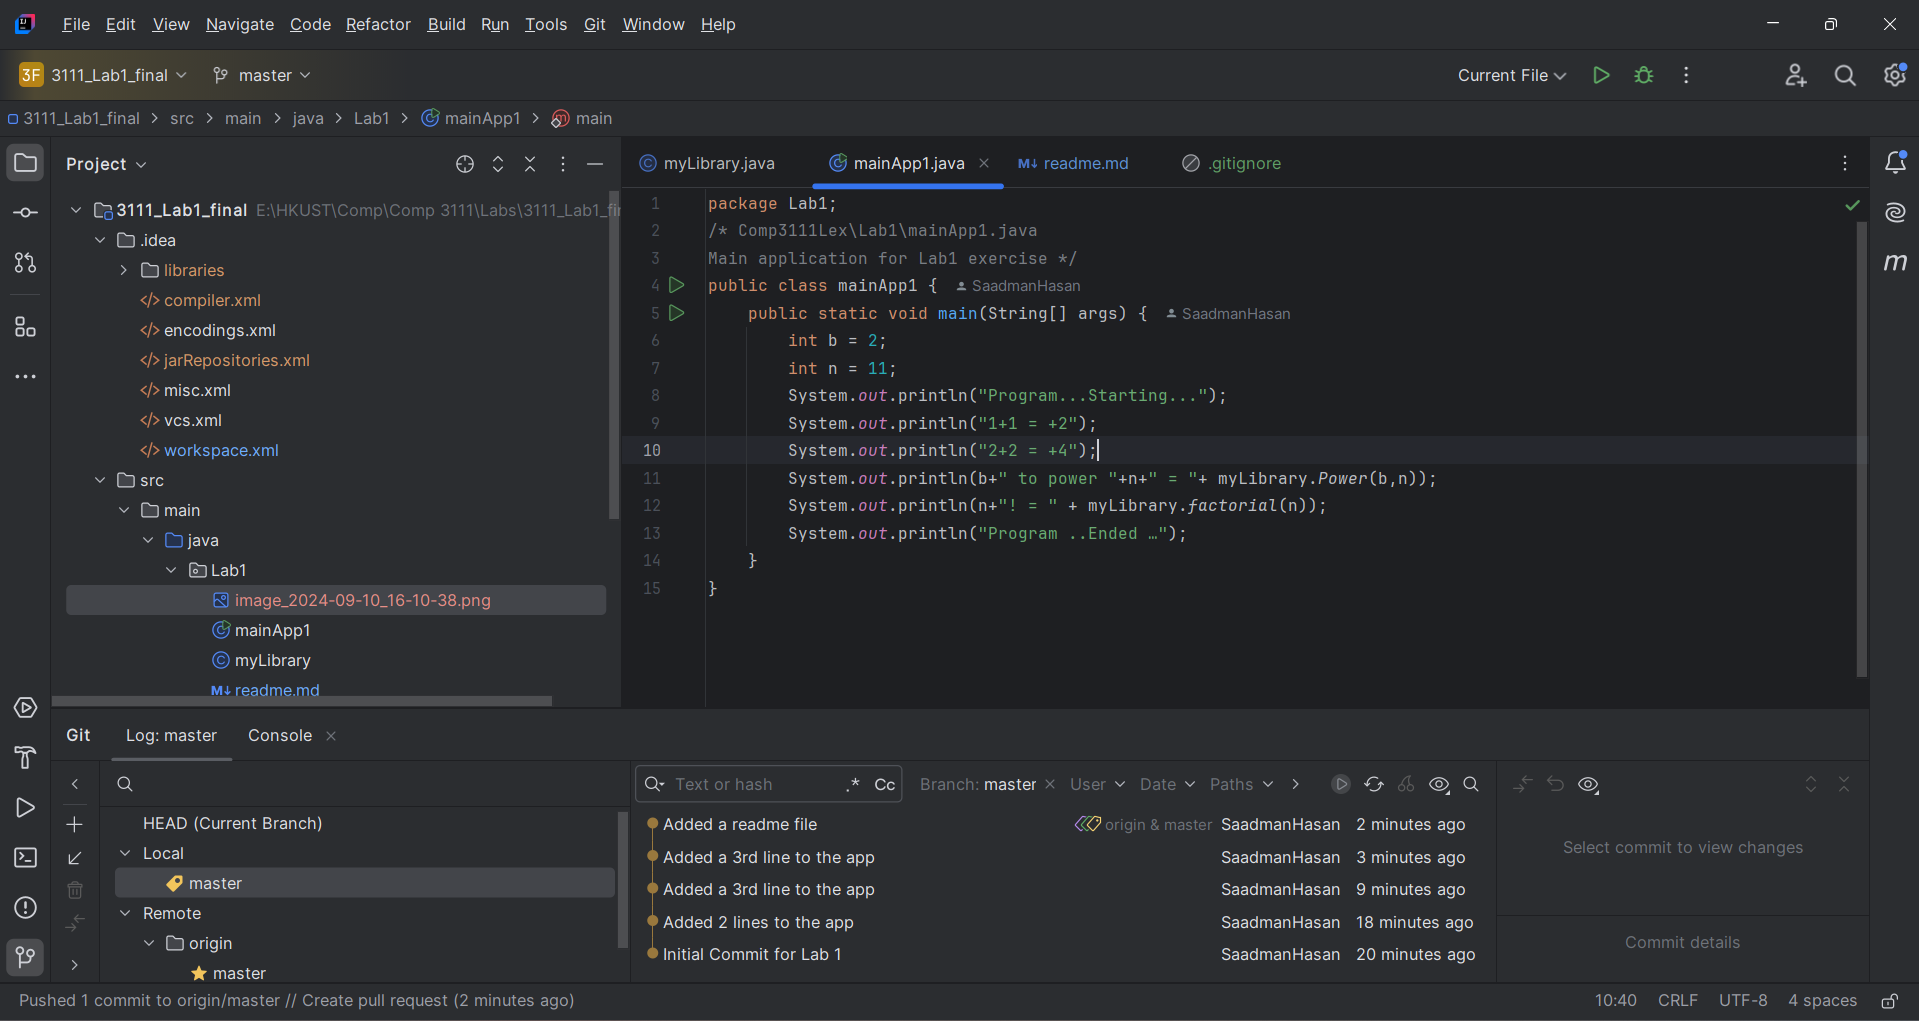 File Edit View Navigate Code Refactor Build Run Tools Git Window Help
3F 3111_Lab1_final master Current File
3111_Lab1_final > src > main > java > Lab1 > mainApp1 > main
Project
myLibrary.java mainApp1.java readme.md .gitignore
3111_Lab1_final E:\HKUST\Comp\Comp 3111\Labs\3111_Lab1_fi
.idea
libraries
compiler.xml
encodings.xml
jarRepositories.xml
misc.xml
vcs.xml
workspace.xml
src
main
java
Lab1
image_2024-09-10_16-10-38.png
mainApp1
myLibrary
readme.md
1 package Lab1;
2 /* Comp3111Lex\Lab1\mainApp1.java
3 Main application for Lab1 exercise */
4 public class mainApp1 { SaadmanHasan
5 public static void main(String[] args) { SaadmanHasan
6 int b = 2;
7 int n = 11;
8 System.out.println("Program...Starting...");
9 System.out.println("1+1 = +2");
10 System.out.println("2+2 = +4");
11 System.out.println(b+" to power "+n+" = "+ myLibrary.Power(b,n));
12 System.out.println(n+"! = " + myLibrary.factorial(n));
13 System.out.println("Program ..Ended …");
14 }
15 }
Git Log: master Console
HEAD (Current Branch)
Local
master
Remote
origin
master
Text or hash .* Cc Branch: master User Date Paths
Added a readme file origin & master SaadmanHasan 2 minutes ago
Added a 3rd line to the app SaadmanHasan 3 minutes ago
Added a 3rd line to the app SaadmanHasan 9 minutes ago
Added 2 lines to the app SaadmanHasan 18 minutes ago
Initial Commit for Lab 1 SaadmanHasan 20 minutes ago
Select commit to view changes
Commit details
Pushed 1 commit to origin/master // Create pull request (2 minutes ago) 10:40 CRLF UTF-8 4 spaces